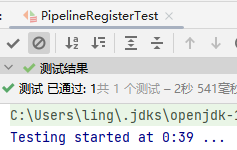 PipelineRegisterTest
测试结果
测试 已通过: 1共 1 个测试 – 2秒 541毫秒
C:\Users\ling\.jdks\openjdk-1
Testing started at 0:39 ...